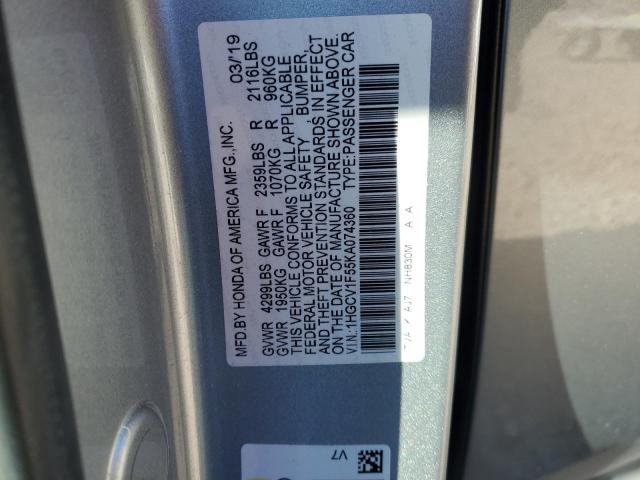 MFD.BY HONDA OF AMERICA MFG.,INC. 03/19
GVWR 4299LBS GAWR F 2359LBS R 2116LBS
GVWR 1950KG GAWR F 1070KG R 960KG
THIS VEHICLE CONFORMS TO ALL APPLICABLE
FEDERAL MOTOR VEHICLE SAFETY, BUMPER,
AND THEFT PREVENTION STANDARDS IN EFFECT
ON THE DATE OF MANUFACTURE SHOWN ABOVE.
V.I.N.:1HGCV1F55KA074360 TYPE:PASSENGER CAR
NH830M A A
V7